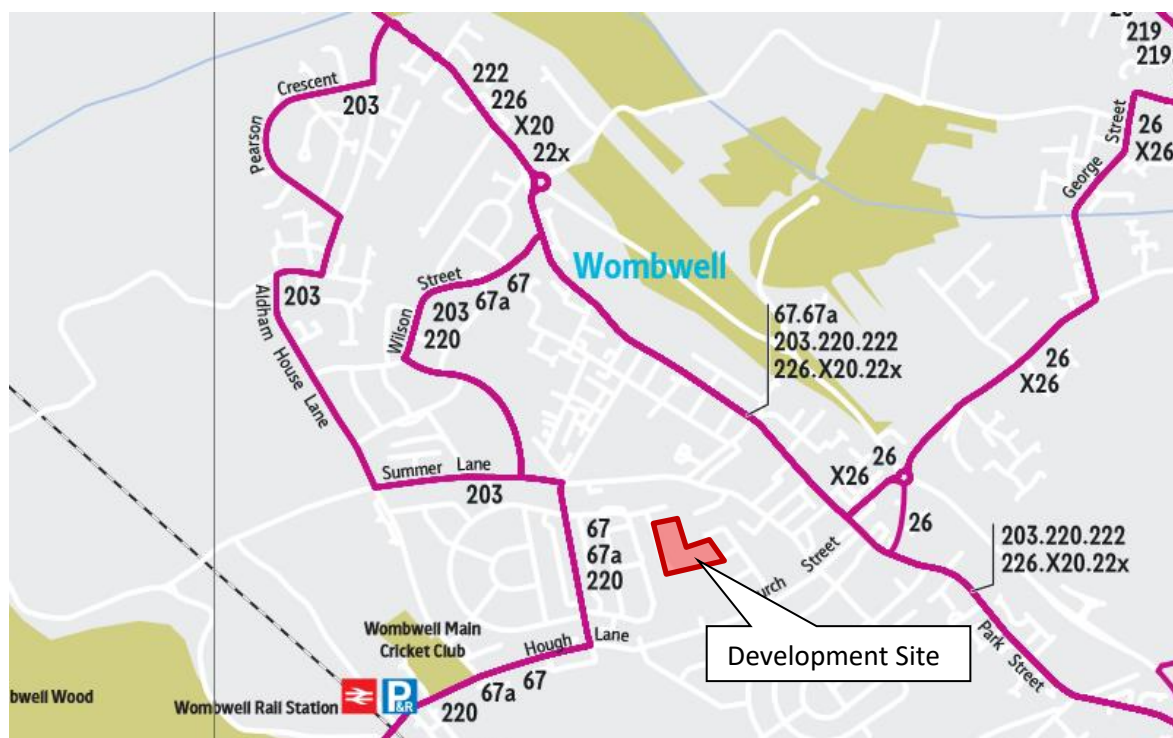 219
219
Crescent
203
Pearson
222
226
X20
22x
Street
George
26
X26
Wombwell
203
Aldham House Lane
Street
67
67a
Wilson
203
220
67.67a
203.220.222
226.X20.22x
26
X26
Summer Lane
203
26
X26
26
67
67a
220
Street
203.220.222
226.X20.22x
Park Street
Wombwell Main
Cricket Club
Hough Lane
67a 67
220
Development Site
Wood
Wombwell Rail Station
P&R